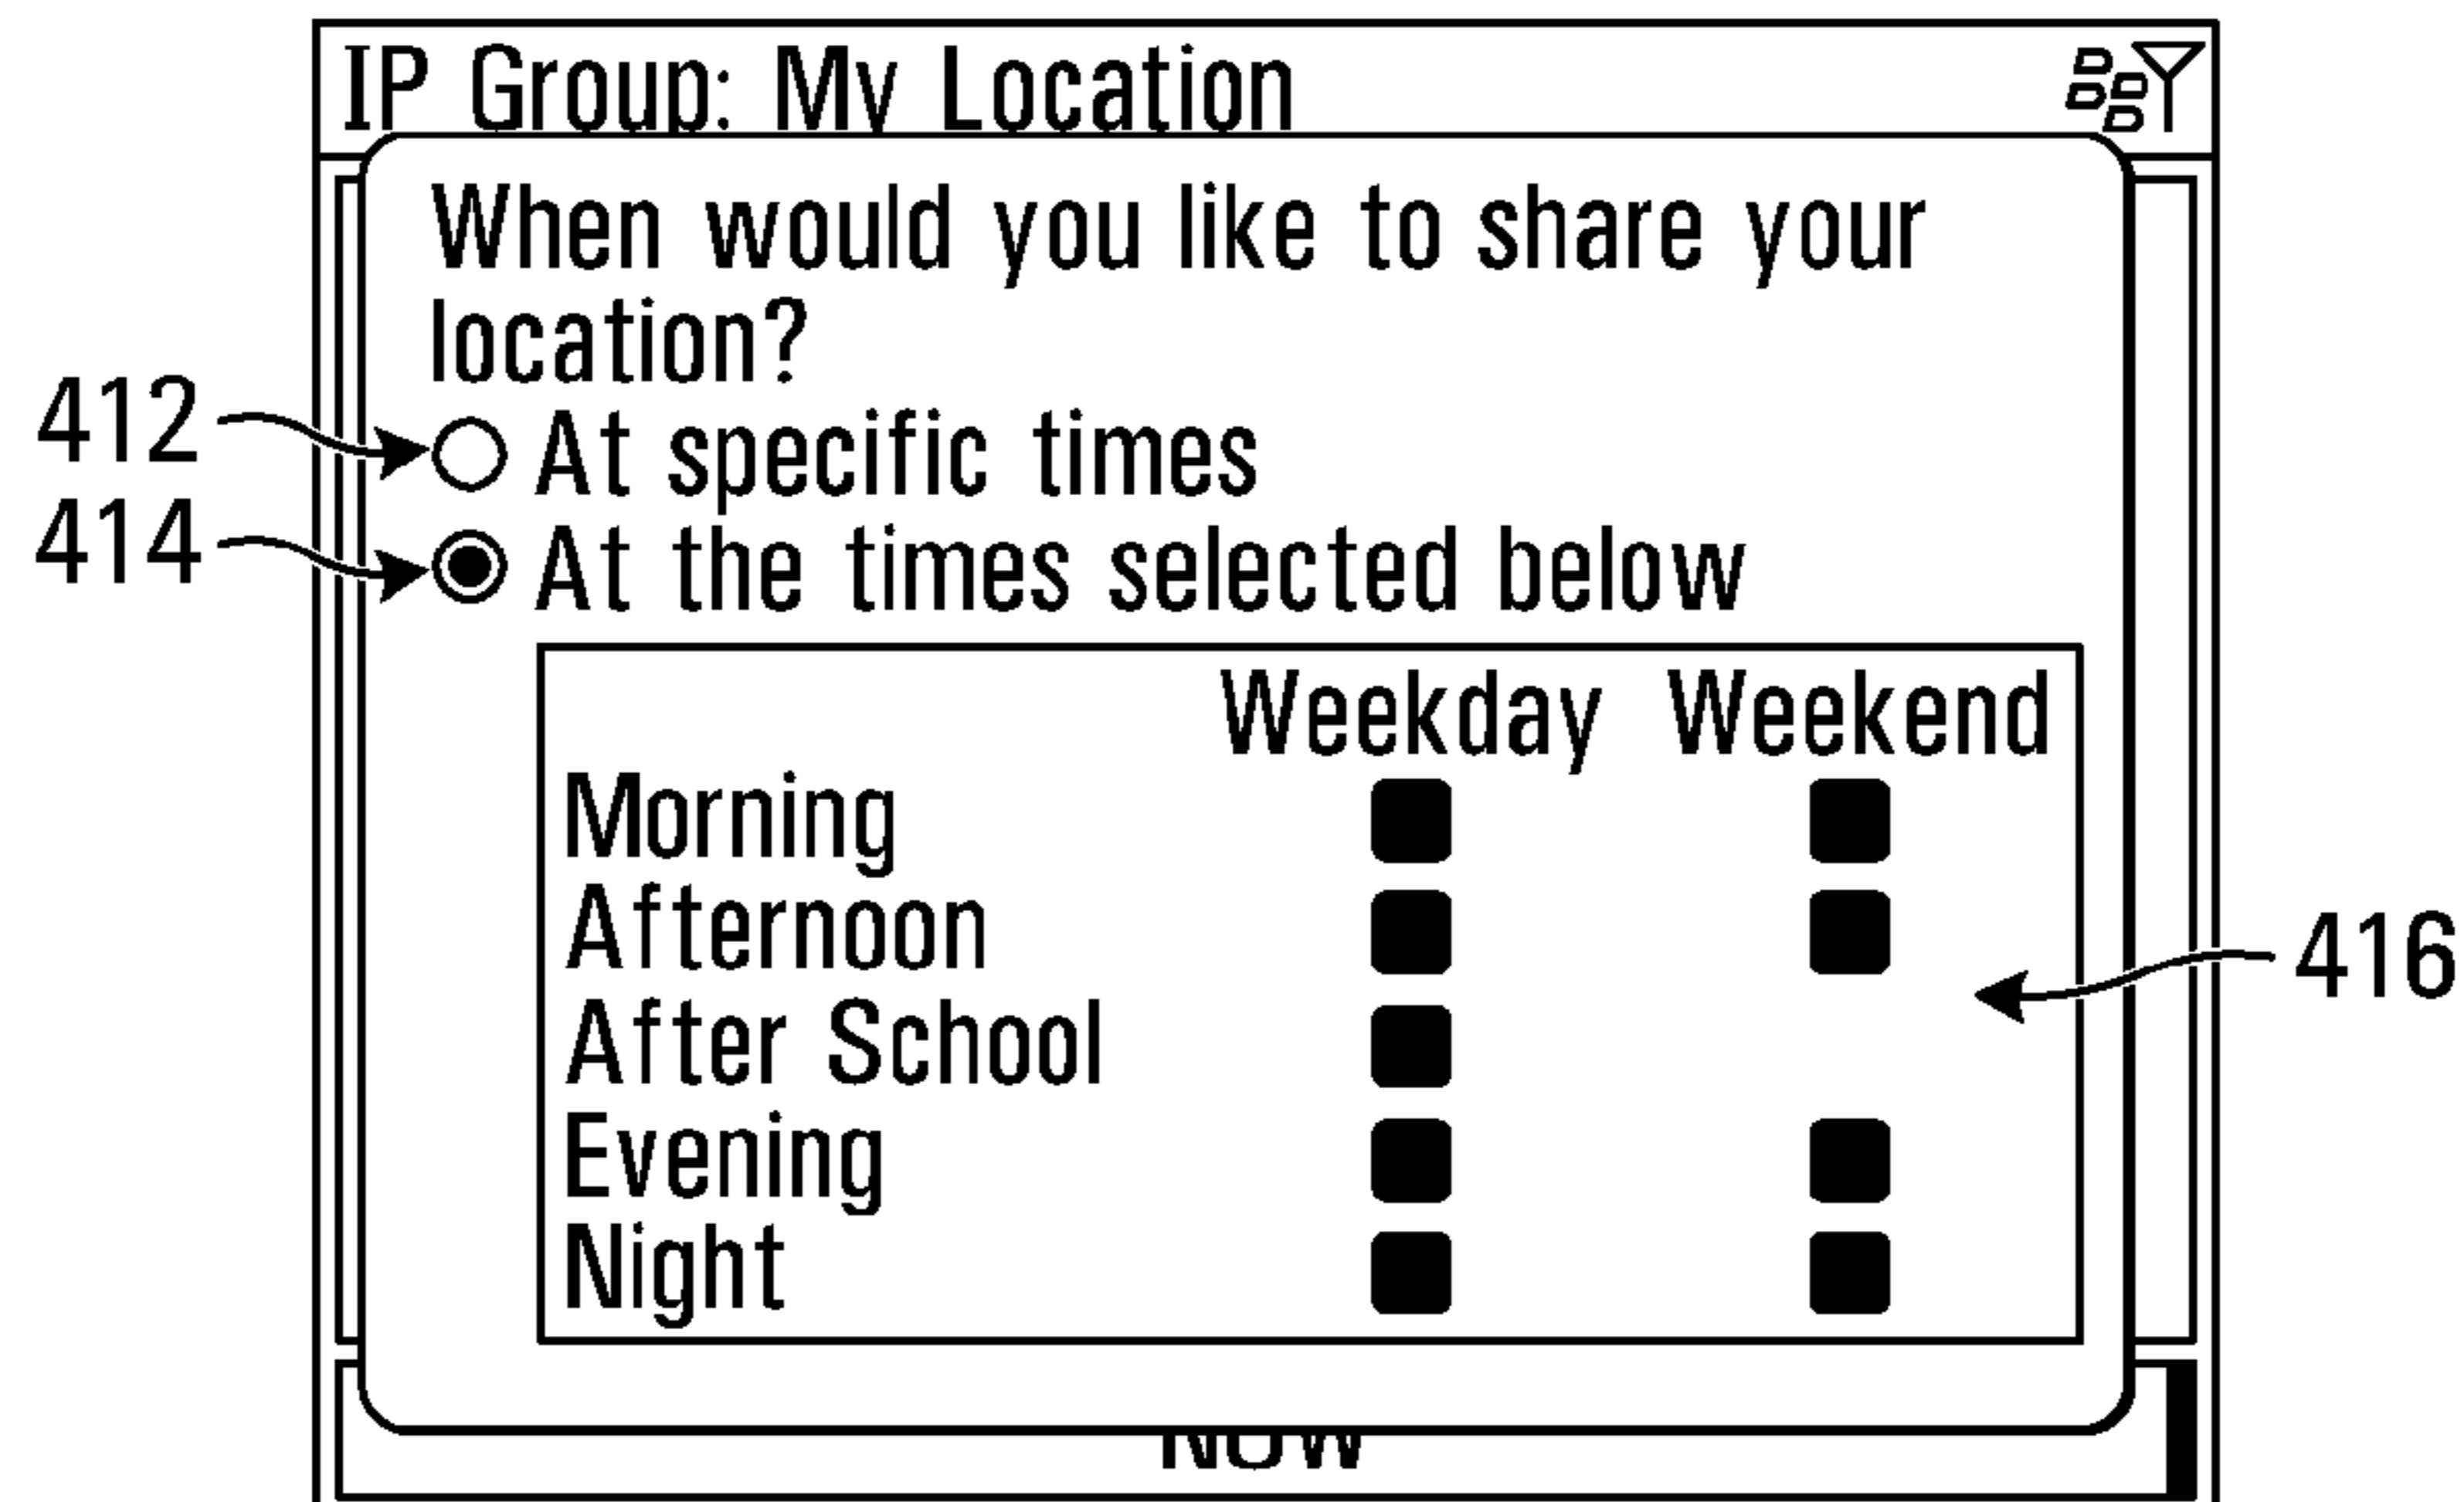 IP Group: My Location
When would you like to share your
location?
412
At specific times
414
At the times selected below
Weekday Weekend
Morning
Afternoon
416
After School
Evening
Night
NOW